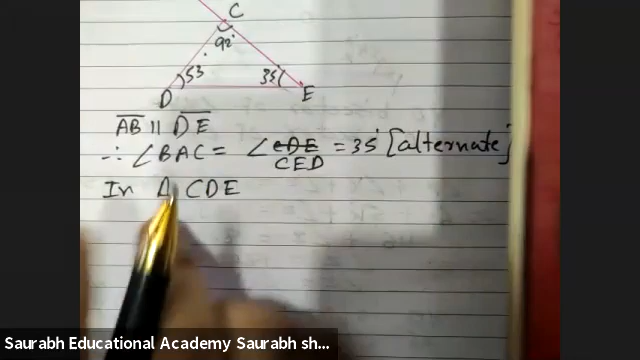 C
92°
53° 35°
D E
AB || DE
∴ ∠BAC = ∠CDE = 35° [alternate]
CED
In Δ CDE
Saurabh Educational Academy Saurabh sh...